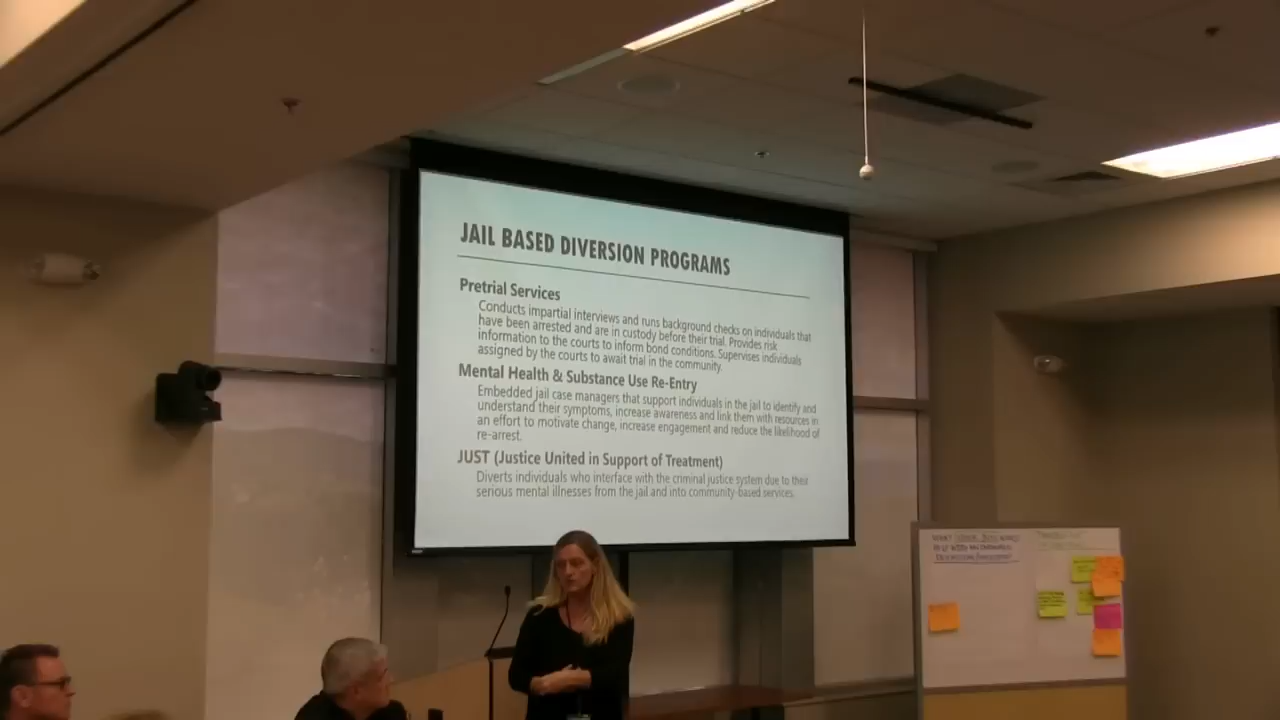 JAIL BASED DIVERSION PROGRAMS
Pretrial Services
Conducts impartial interviews and runs background checks on individuals that
have been arrested and are in custody before their trial. Provides risk
information to the courts to inform bond conditions. Supervises individuals
assigned by the courts to await trial in the community.
Mental Health & Substance Use Re-Entry
Embedded jail case managers that support individuals in the jail to identify and
understand their symptoms, increase awareness and link them with resources in
an effort to motivate change, increase engagement and reduce the likelihood of
re-arrest.
JUST (Justice United in Support of Treatment)
Diverts individuals who interface with the criminal justice system due to their
serious mental illnesses from the jail and into community-based services.